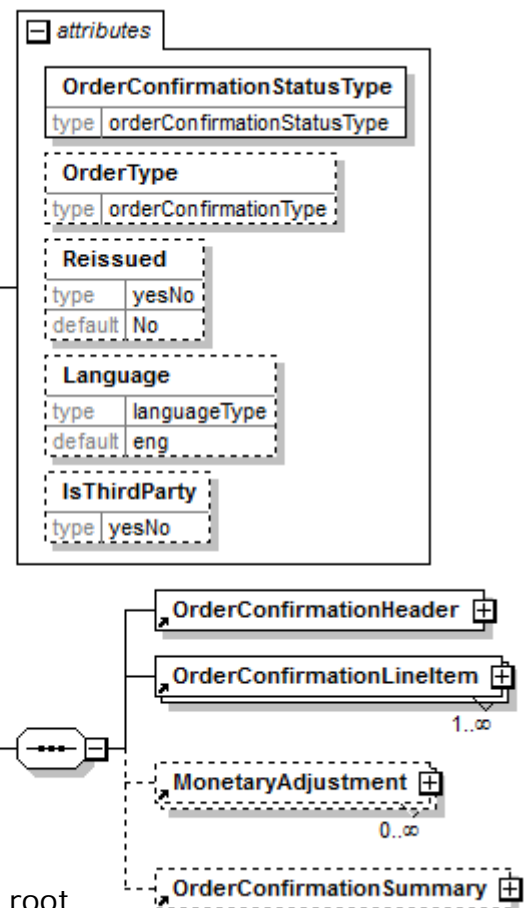 attributes
OrderConfirmationStatusType
type orderConfirmationStatusType
OrderType
type orderConfirmationType
Reissued
type yesNo
default No
Language
type languageType
default eng
IsThirdParty
type yesNo
OrderConfirmationHeader
OrderConfirmationLineItem
1..∞
MonetaryAdjustment
0..∞
OrderConfirmationSummary
root